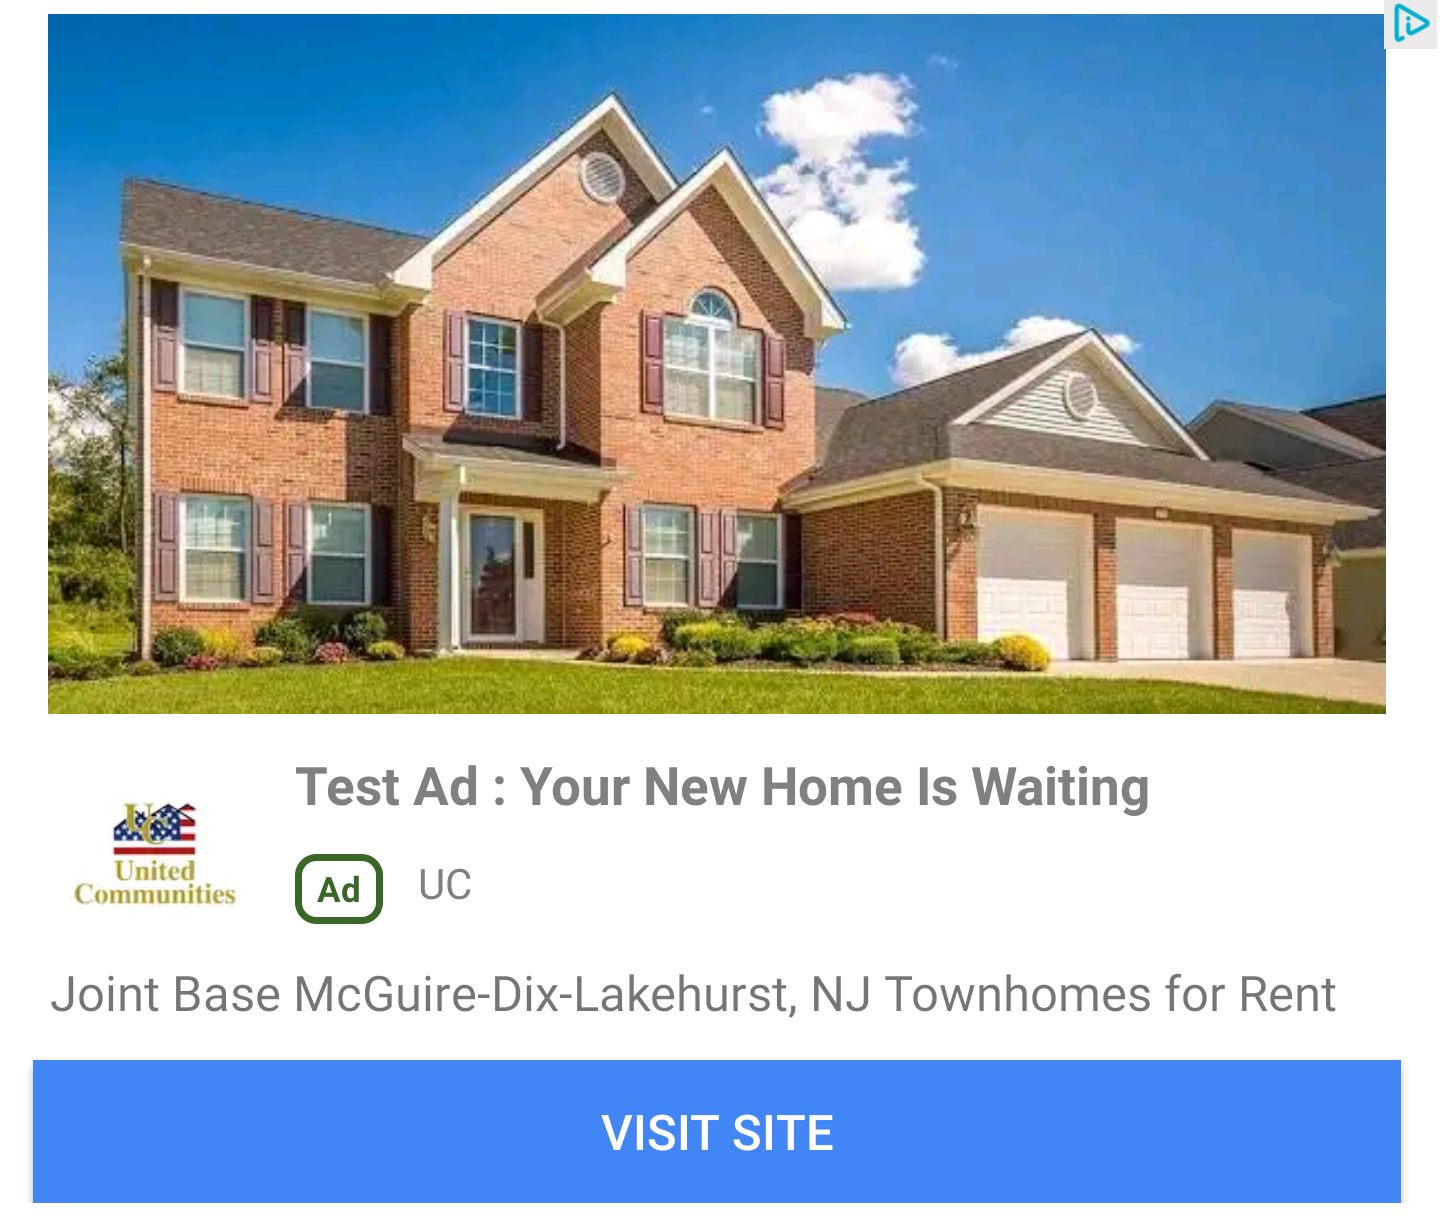 UC
United
Communities
Test Ad : Your New Home Is Waiting
Ad UC
Joint Base McGuire-Dix-Lakehurst, NJ Townhomes for Rent
VISIT SITE